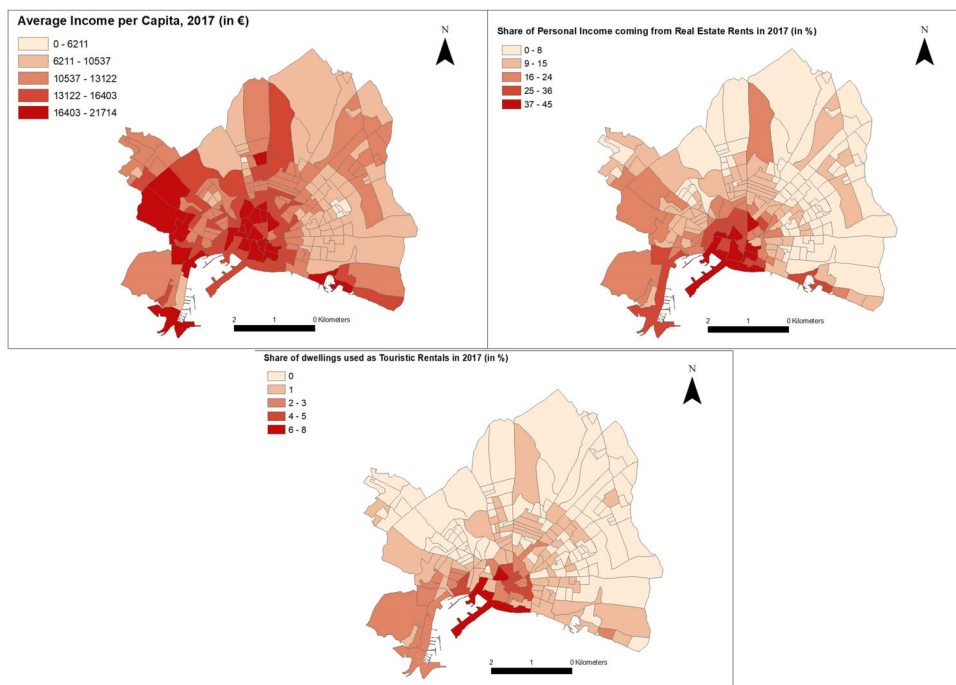 Average Income per Capita, 2017 (in €)
0 - 6211
6211 - 10537
10537 - 13122
13122 - 16403
16403 - 21714
N
2 1 0 Kilometers
Share of Personal Income coming from Real Estate Rents in 2017 (in %)
0 - 8
9 - 15
16 - 24
25 - 36
37 - 45
N
2 1 0 Kilometers
Share of dwellings used as Touristic Rentals in 2017 (in %)
0
1
2 - 3
4 - 5
6 - 8
N
2 1 0 Kilometers